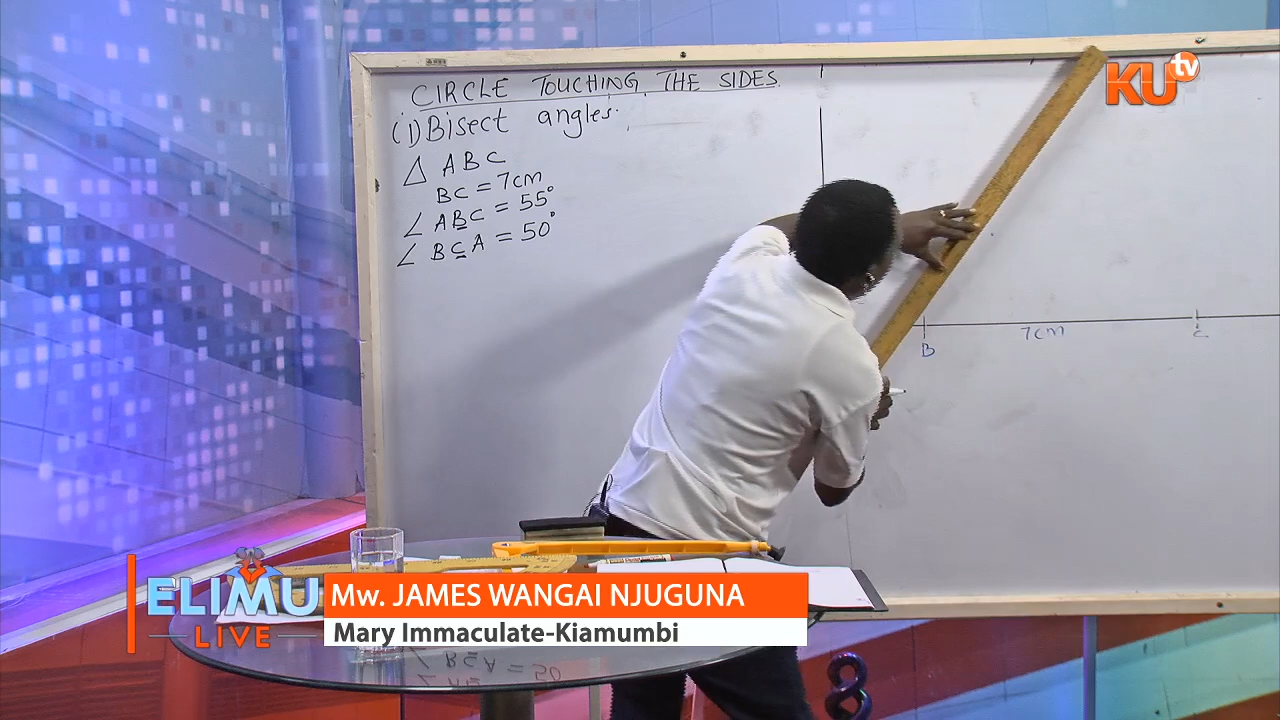 CIRCLE TOUCHING THE SIDES
(i) Bisect angles.
△ ABC
BC = 7cm
∠ ABC = 55°
∠ BCA = 50°
B 7cm C
KU tv
ELIMU
LIVE
Mw. JAMES WANGAI NJUGUNA
Mary Immaculate-Kiamumbi